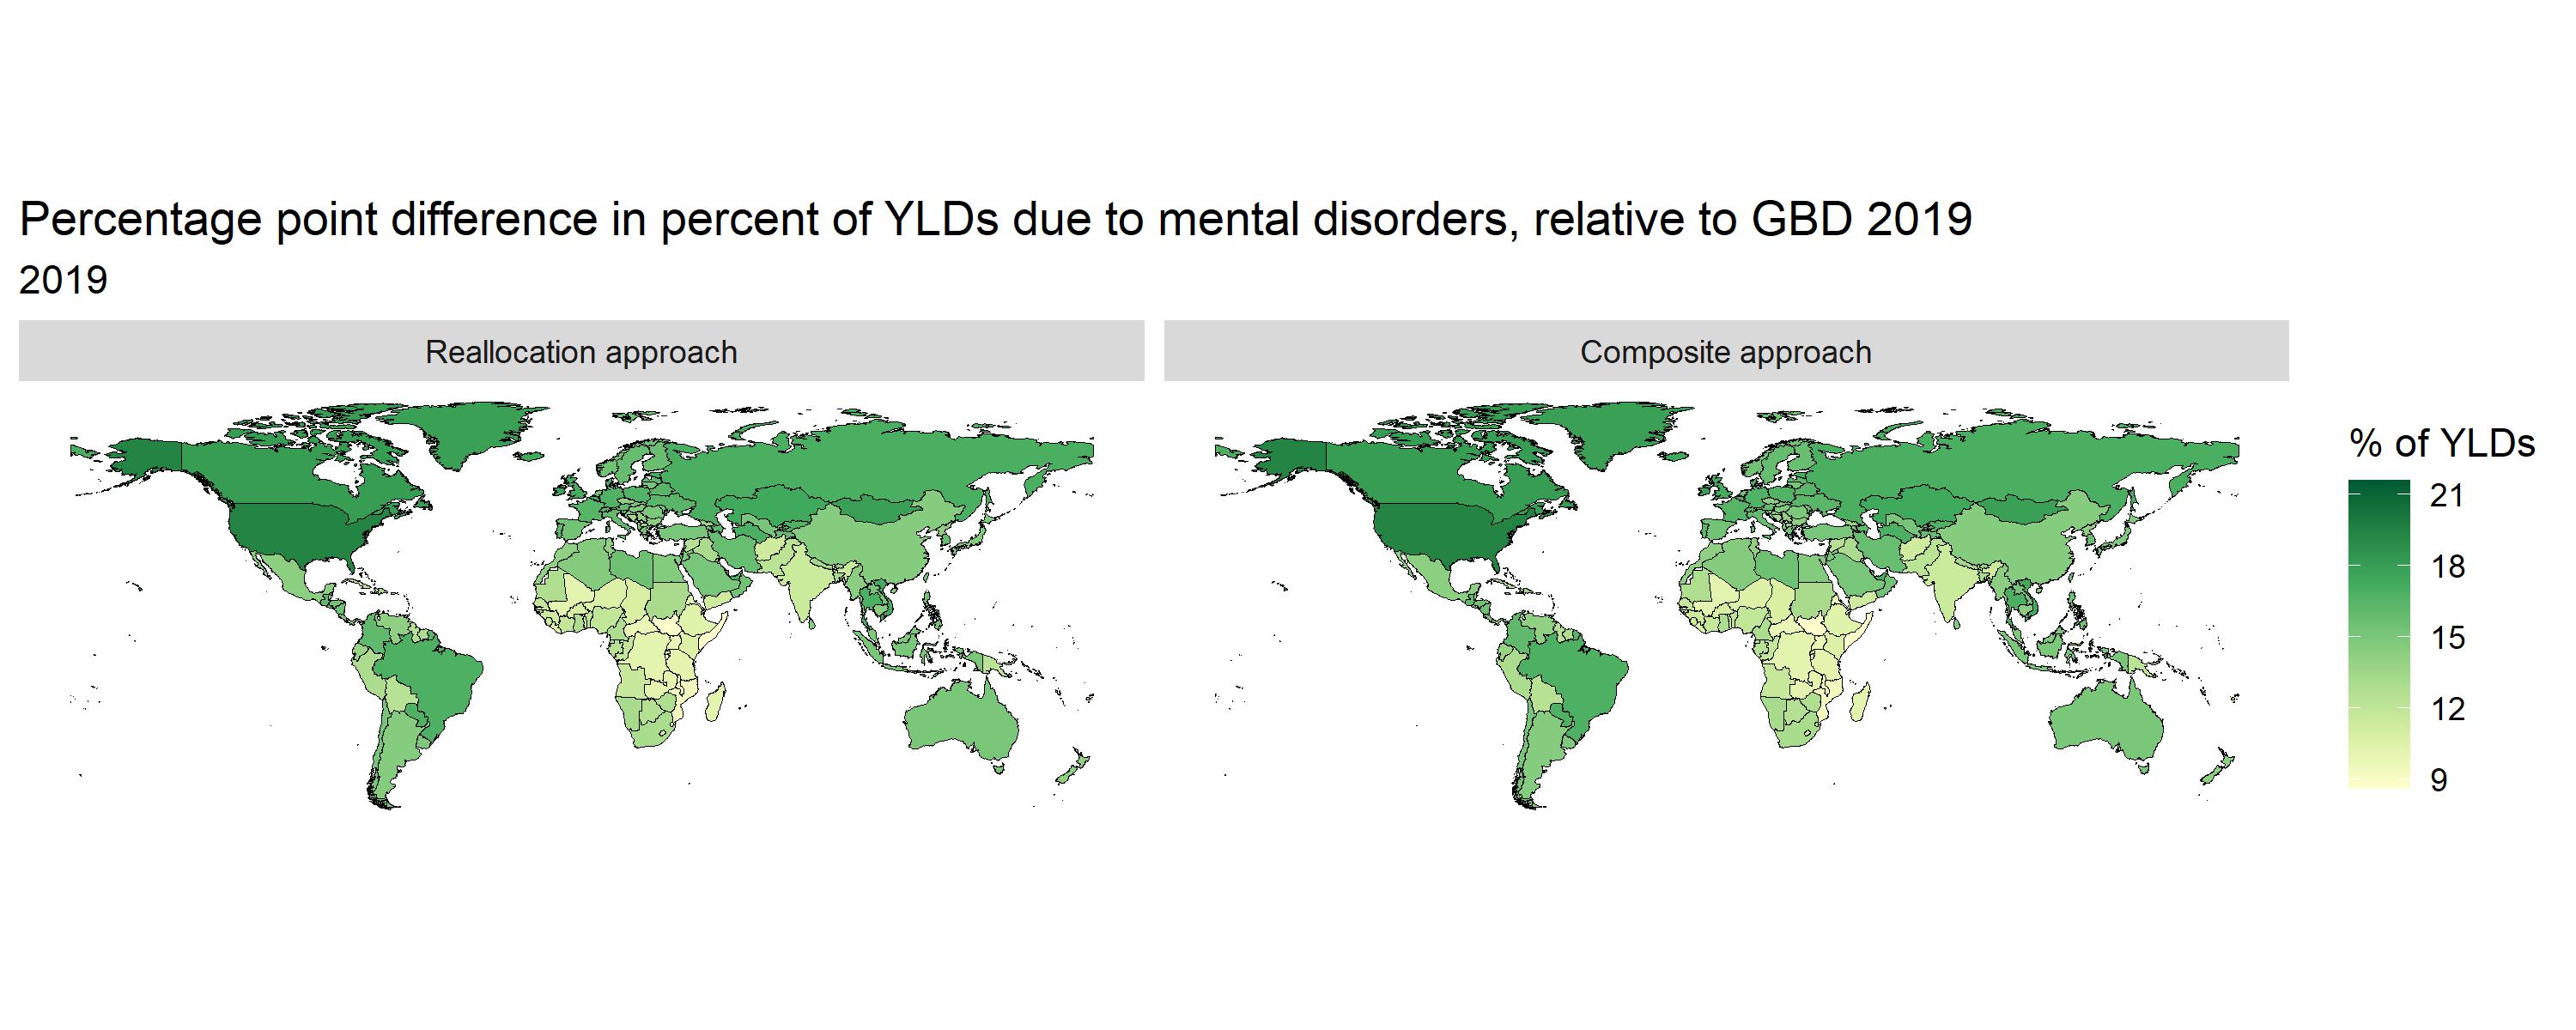 Percentage point difference in percent of YLDs due to mental disorders, relative to GBD 2019
2019
Reallocation approach
Composite approach
% of YLDs
21
18
15
12
9